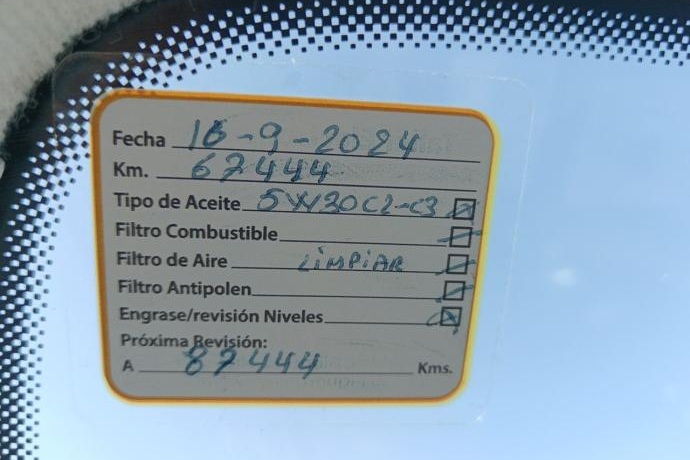 Fecha 16-9-2024
Km. 67444
Tipo de Aceite 5W30 C2-C3
Filtro Combustible
Filtro de Aire LIMPIAR
Filtro Antipolen
Engrase/revisión Niveles
Próxima Revisión:
A 87444 Kms.